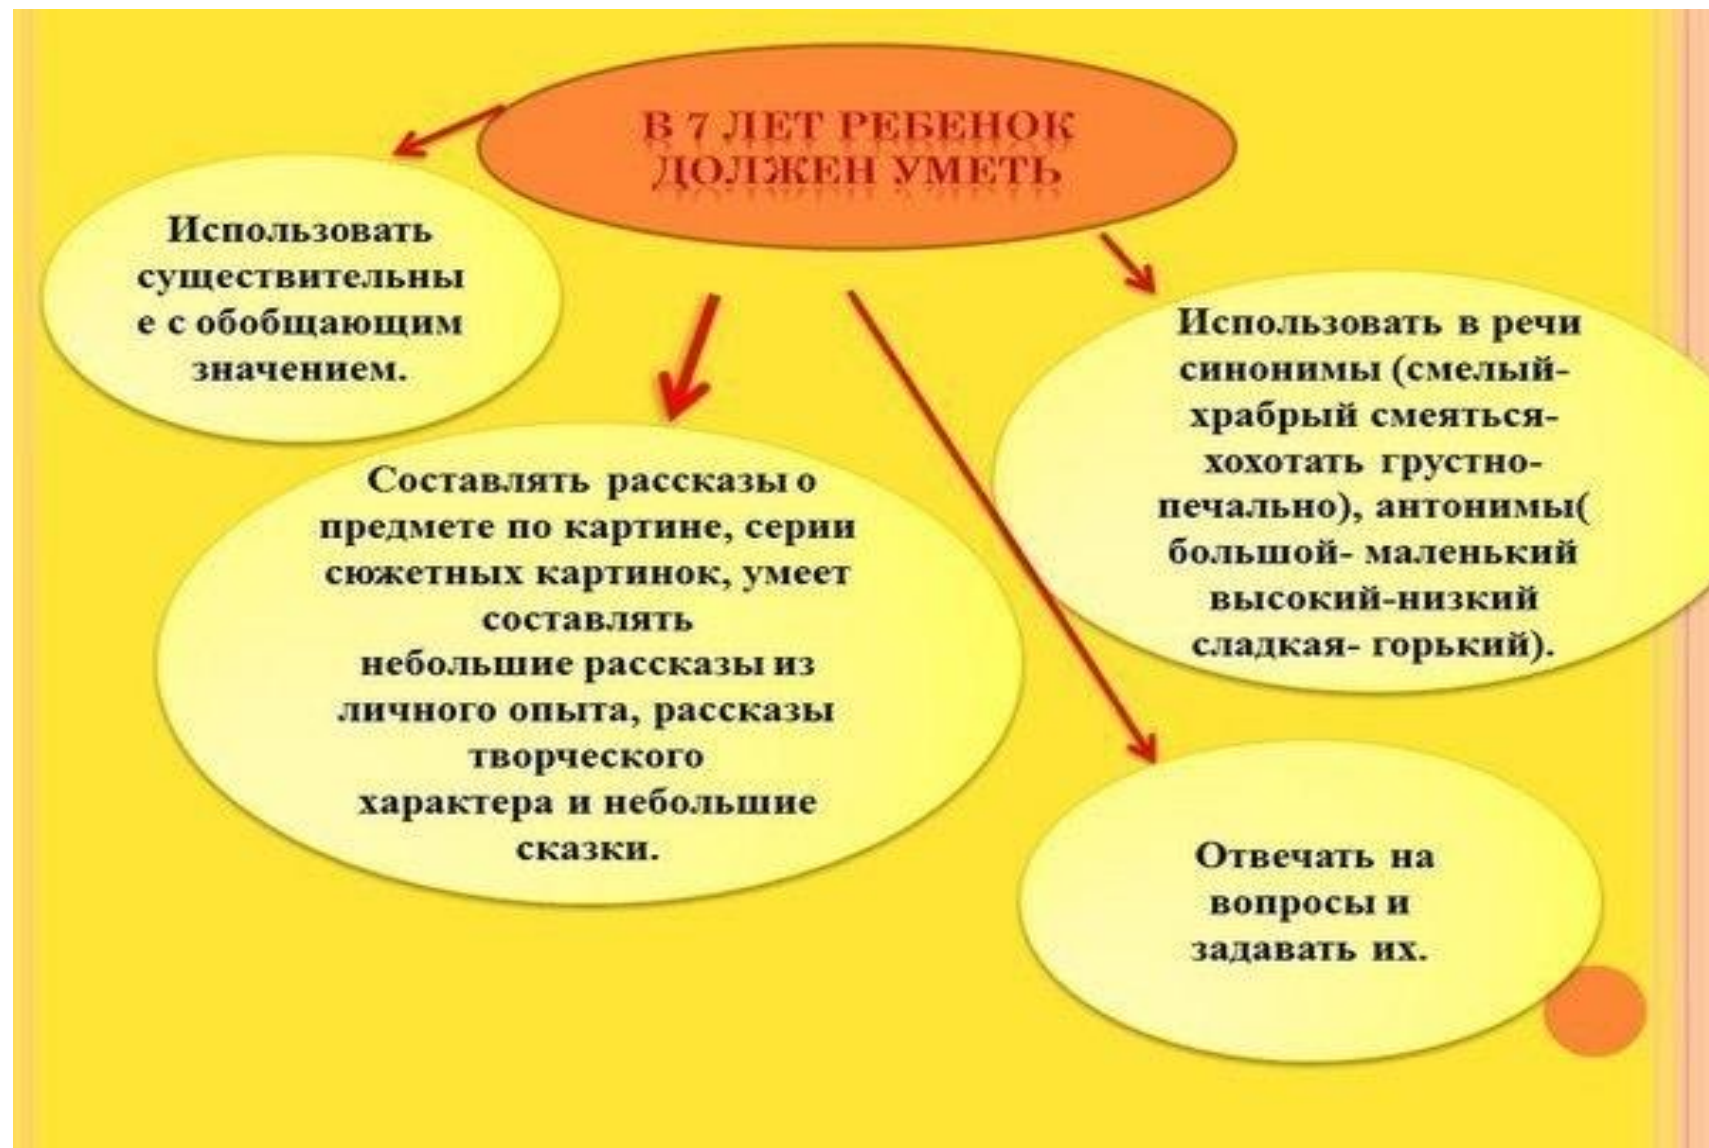 В 7 ЛЕТ РЕБЕНОК
ДОЛЖЕН УМЕТЬ
Использовать
существительны
е с обобщающим
значением.
Составлять рассказы о
предмете по картине, серии
сюжетных картинок, умеет
составлять
небольшие рассказы из
личного опыта, рассказы
творческого
характера и небольшие
сказки.
Использовать в речи
синонимы (смелый-
храбрый смеяться-
хохотать грустно-
печально), антонимы(
большой- маленький
высокий-низкий
сладкая- горький).
Отвечать на
вопросы и
задавать их.